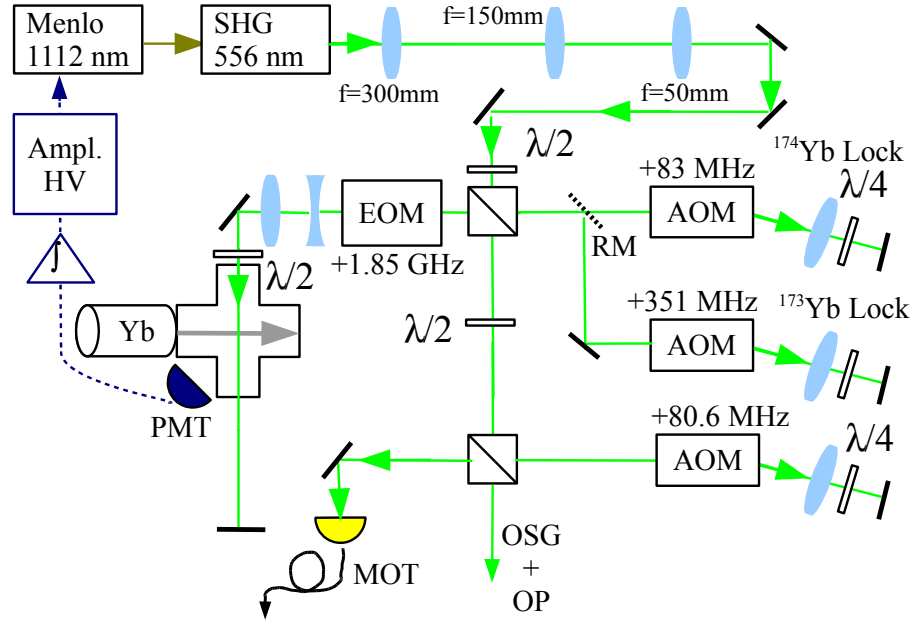 Menlo
1112 nm
SHG
556 nm
f=150mm
f=300mm
f=50mm
Ampl.
HV
∫
λ/2
¹⁷⁴Yb Lock
+83 MHz
λ/4
EOM
AOM
RM
+1.85 GHz
λ/2
+351 MHz
¹⁷³Yb Lock
Yb
λ/2
AOM
PMT
+80.6 MHz
λ/4
AOM
MOT
OSG
+
OP